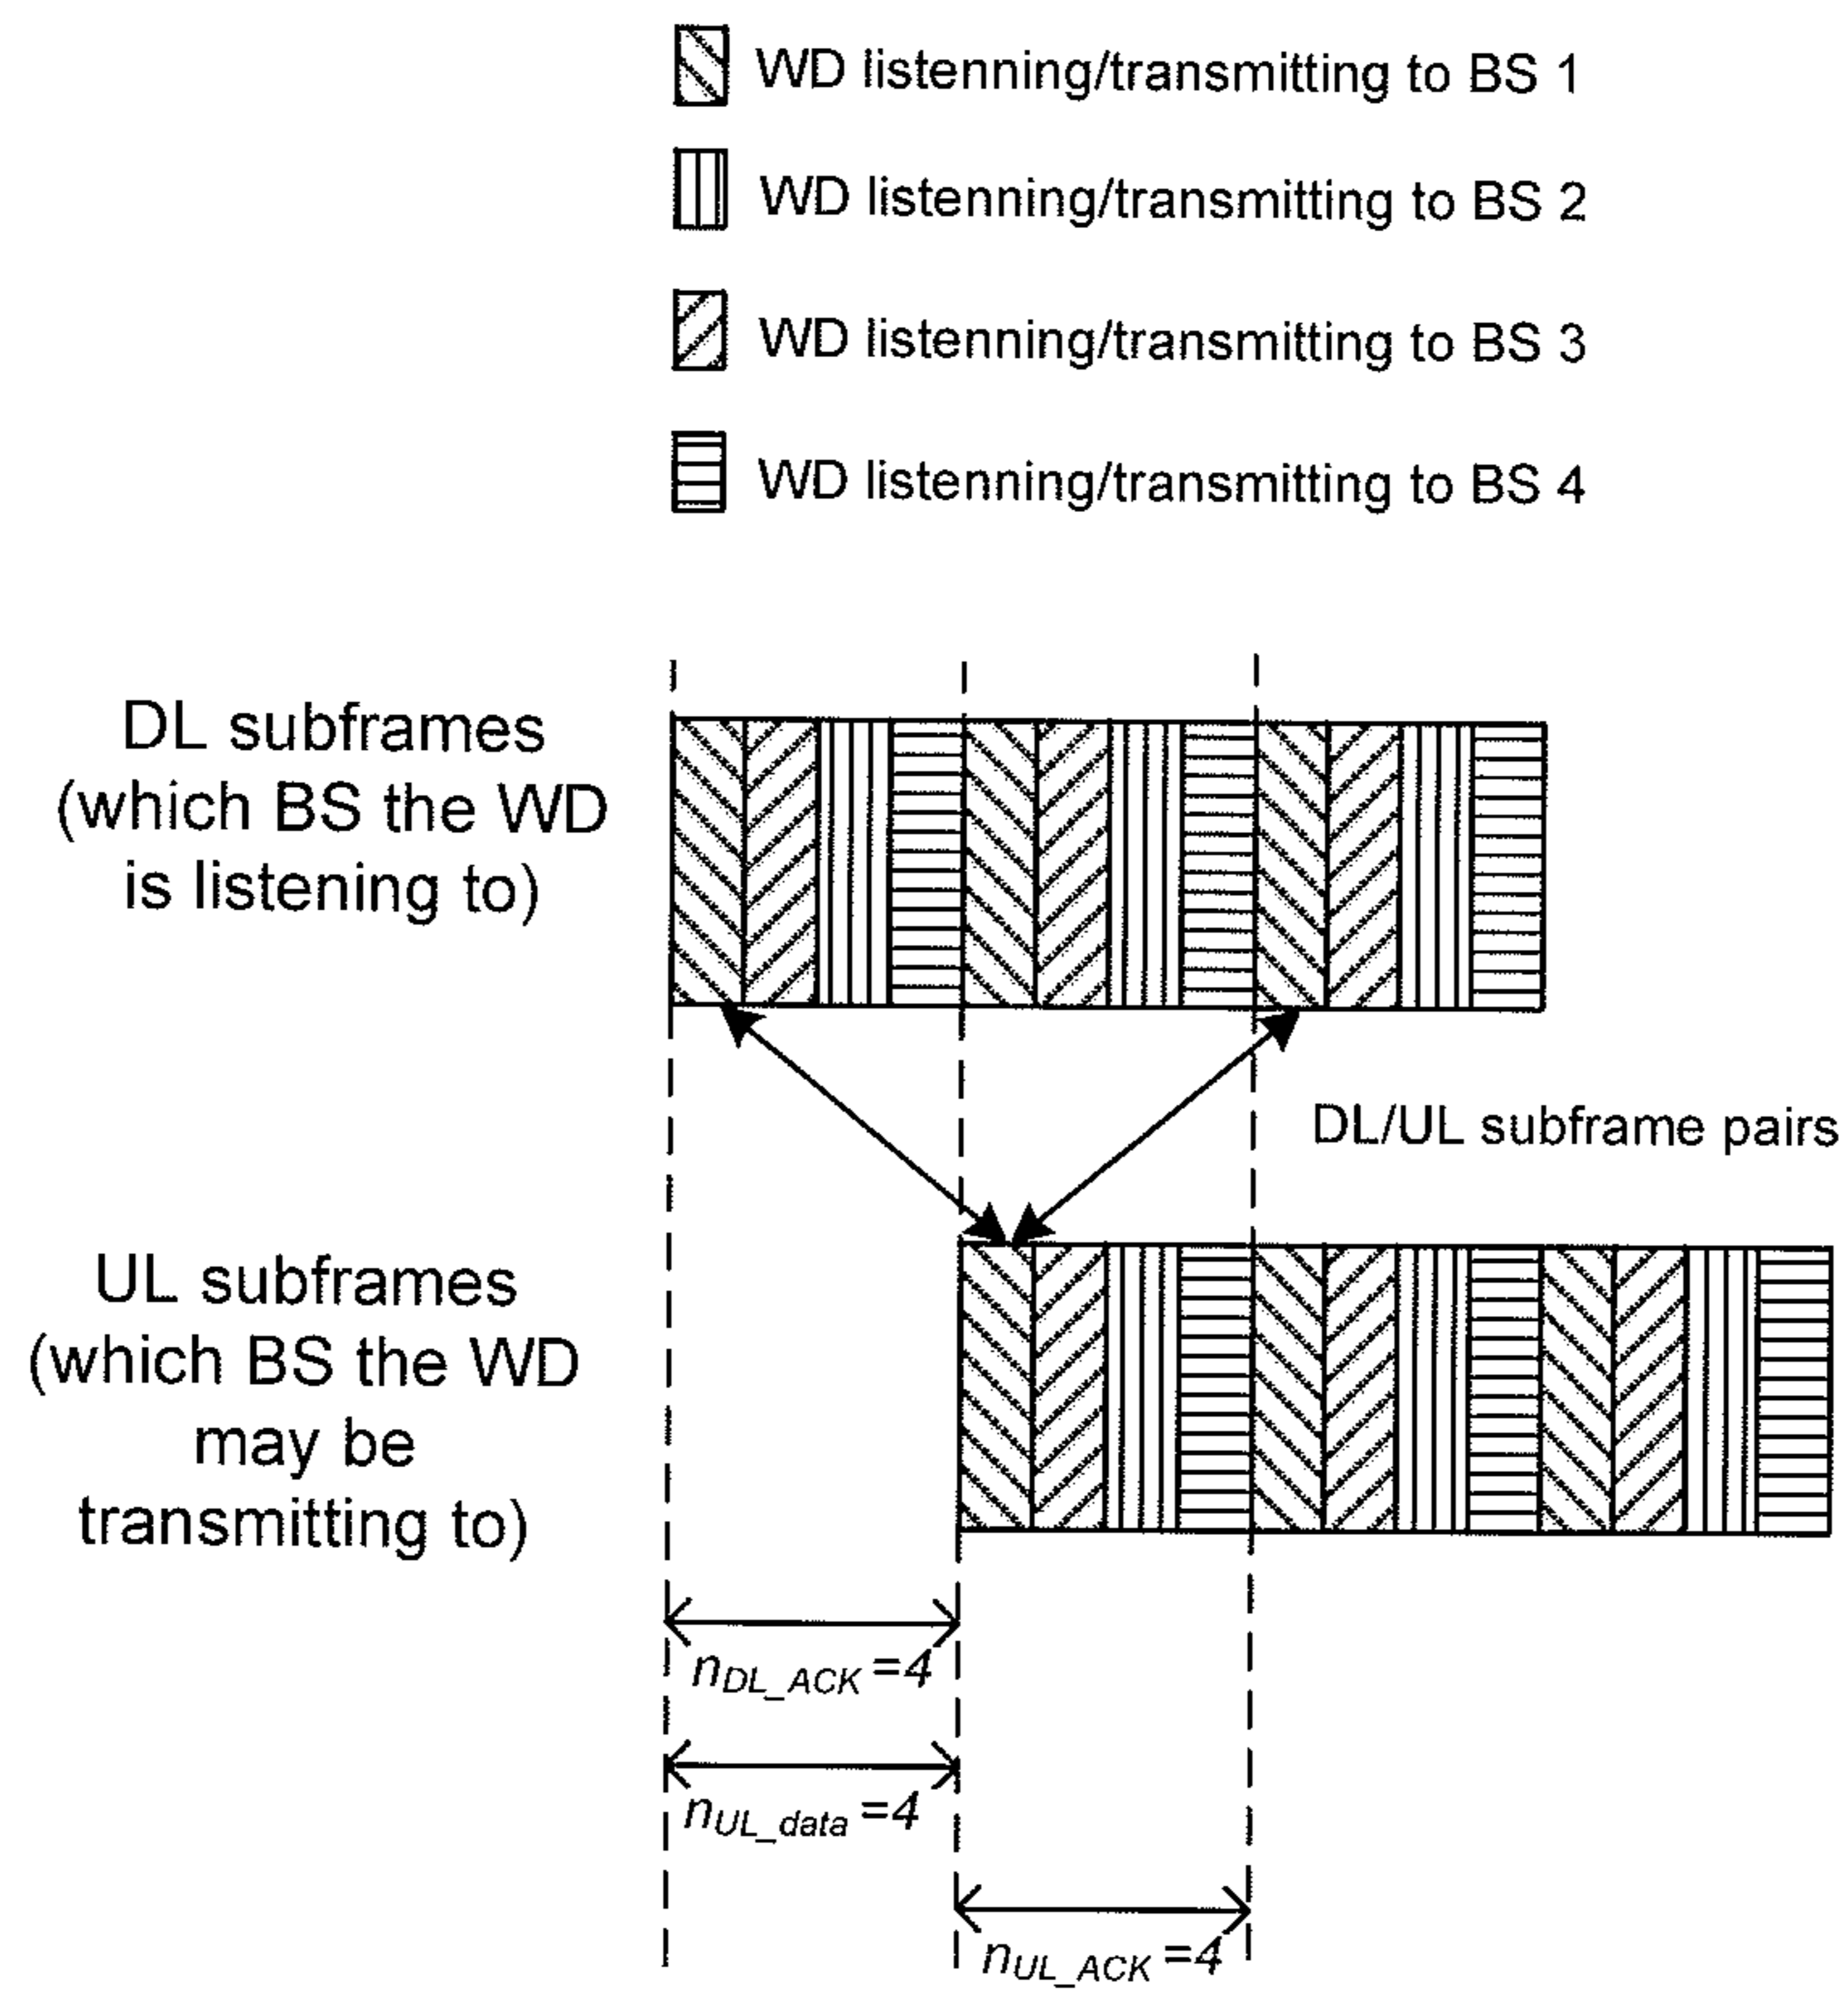 WD listenning/transmitting to BS 1
WD listenning/transmitting to BS 2
WD listenning/transmitting to BS 3
WD listenning/transmitting to BS 4
DL subframes
(which BS the WD
is listening to)
DL/UL subframe pairs
UL subframes
(which BS the WD
may be
transmitting to)
nDL_ACK=4
nUL_data=4
nUL_ACK=4